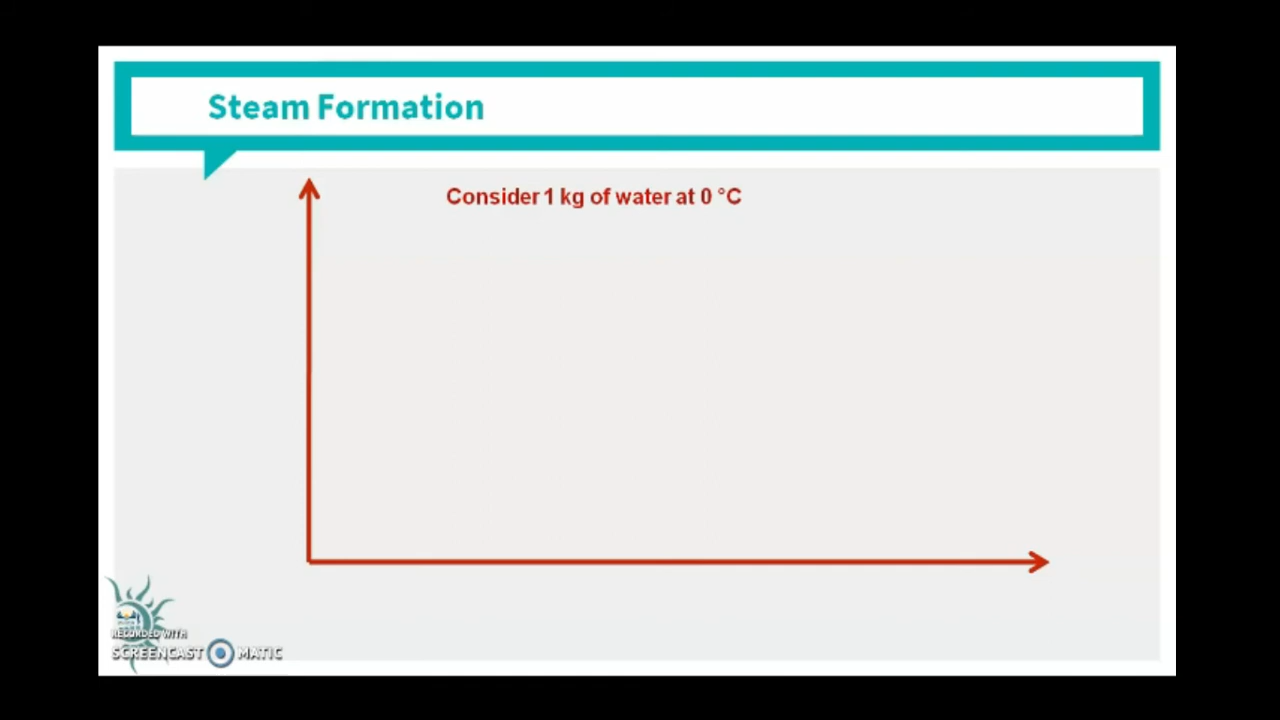 Steam Formation
Consider 1 kg of water at 0 °C
RECORDED WITH
SCREENCAST MATIC